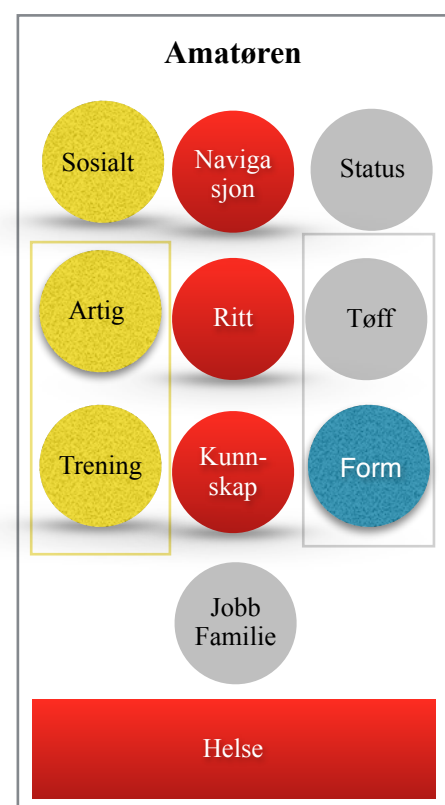 Amatøren
Sosialt
Naviga
sjon
Status
Artig
Ritt
Tøff
Trening
Kunn-
skap
Form
Jobb
Familie
Helse